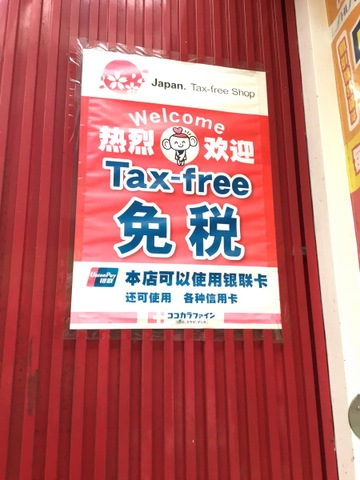 Japan. Tax-free Shop
Welcome
热烈 欢迎
Tax-free
免税
UnionPay 银联 本店可以使用银联卡
还可使用 各种信用卡
ココカラファイン